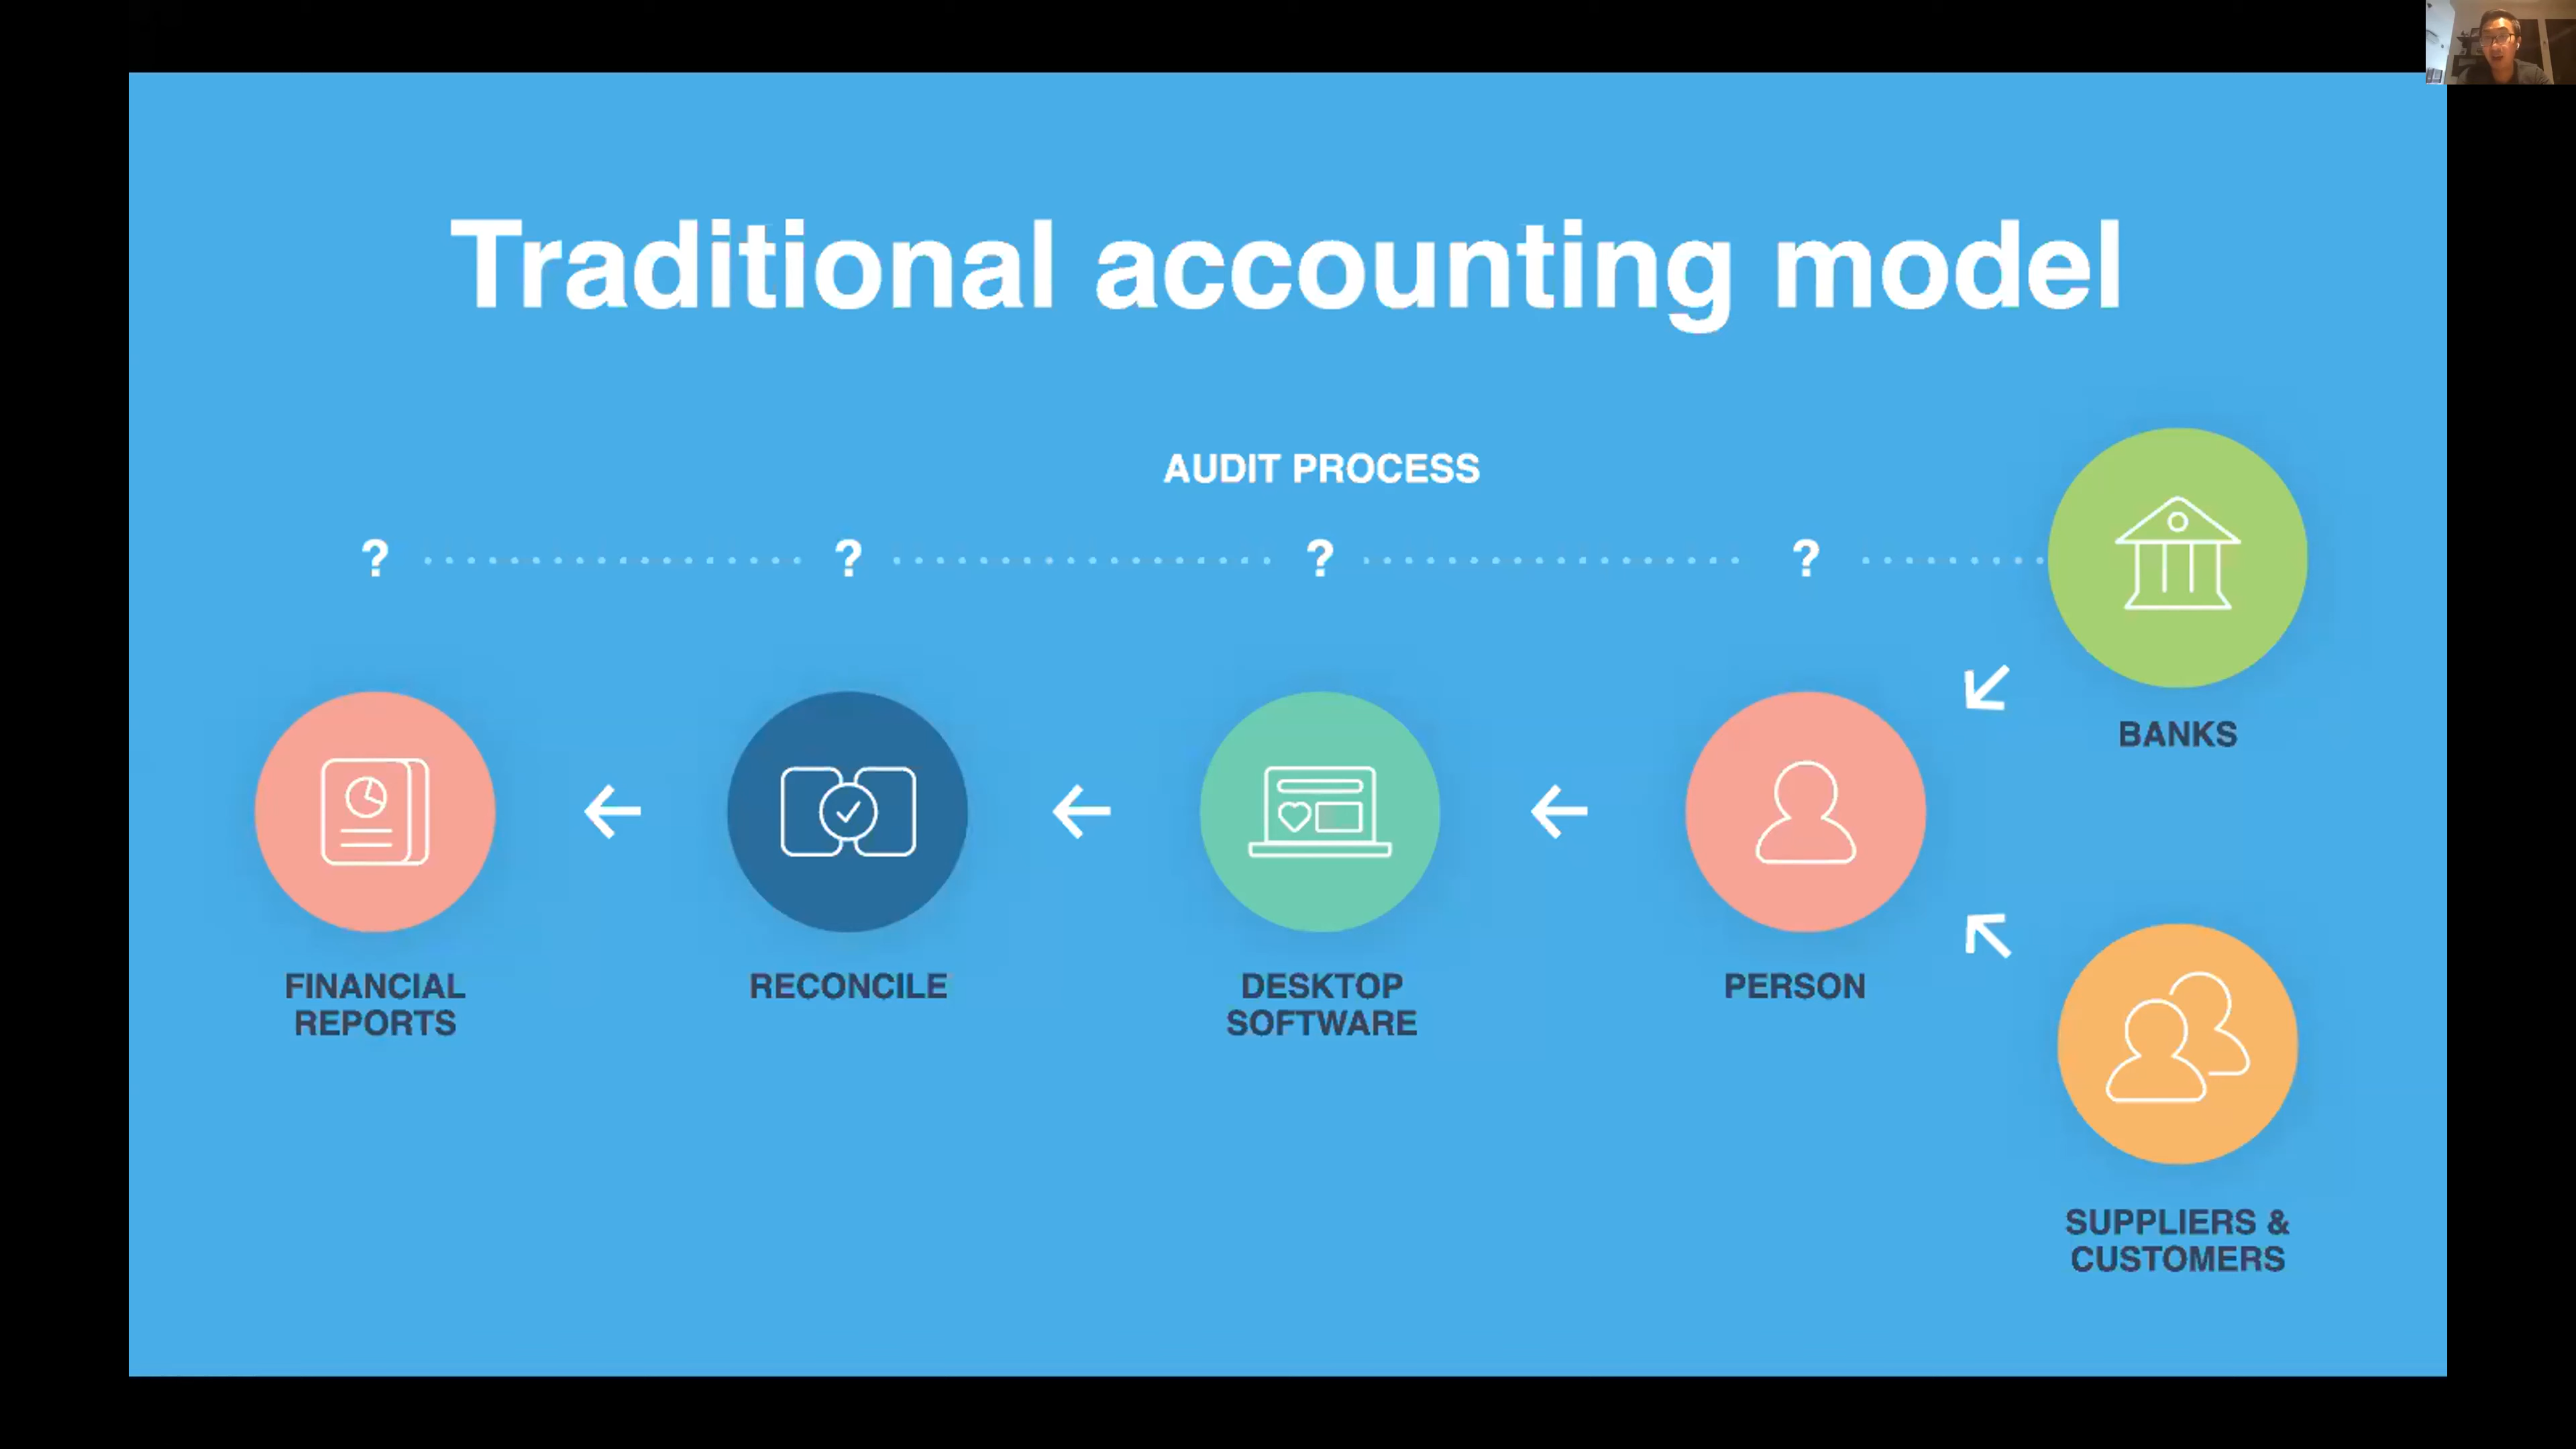 Traditional accounting model
AUDIT PROCESS
? ? ? ?
BANKS
FINANCIAL
REPORTS
RECONCILE
DESKTOP
SOFTWARE
PERSON
SUPPLIERS &
CUSTOMERS